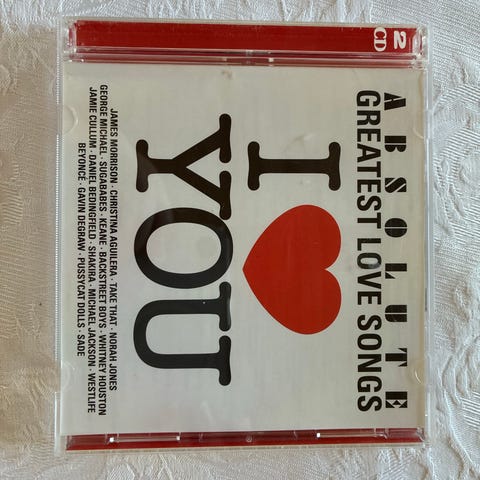 2
CD
ABSOLUTE
GREATEST LOVE SONGS
I ❤
YOU
JAMES MORRISON · CHRISTINA AGUILERA · TAKE THAT · NORAH JONES
GEORGE MICHAEL · SUGABABES · KEANE · BACKSTREET BOYS · WHITNEY HOUSTON
JAMIE CULLUM · DANIEL BEDINGFIELD · SHAKIRA · MICHAEL JACKSON · WESTLIFE
BEYONCÉ · GAVIN DEGRAW · PUSSYCAT DOLLS · SADE